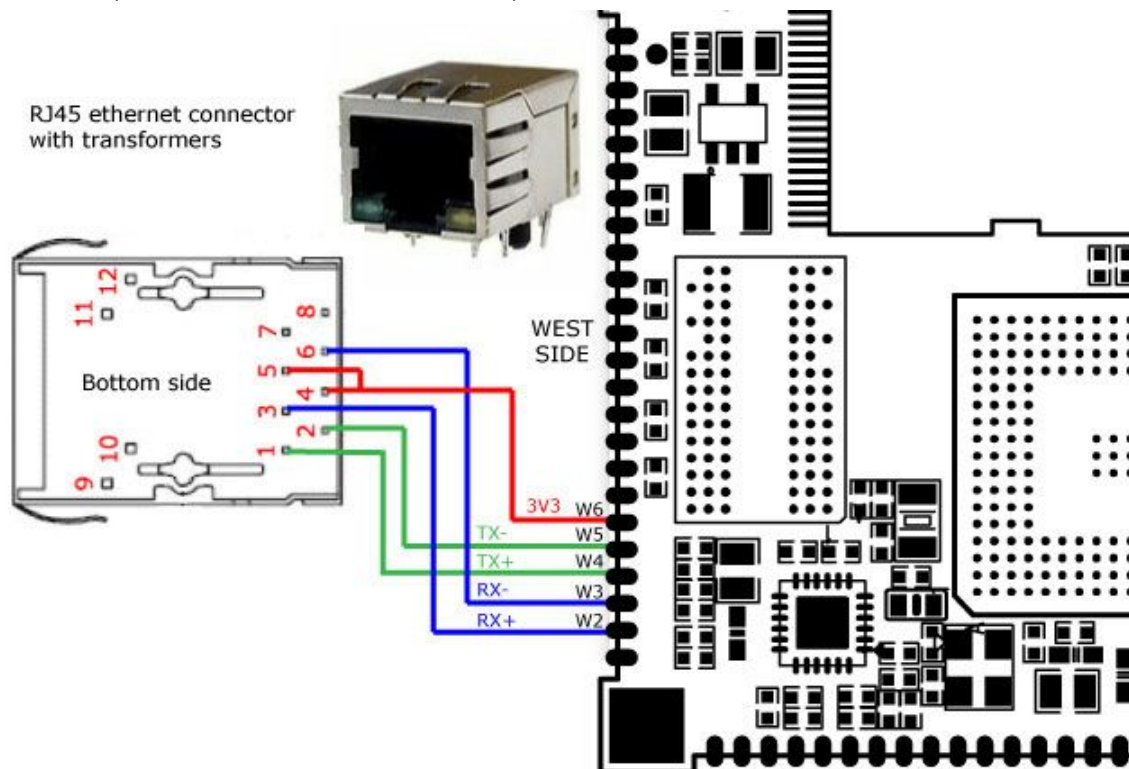 RJ45 ethernet connector
with transformers
12
11
8
7
WEST
SIDE
6
5
Bottom side
4
3
2
10
1
9
3V3 W6
TX- W5
TX+ W4
RX- W3
RX+ W2